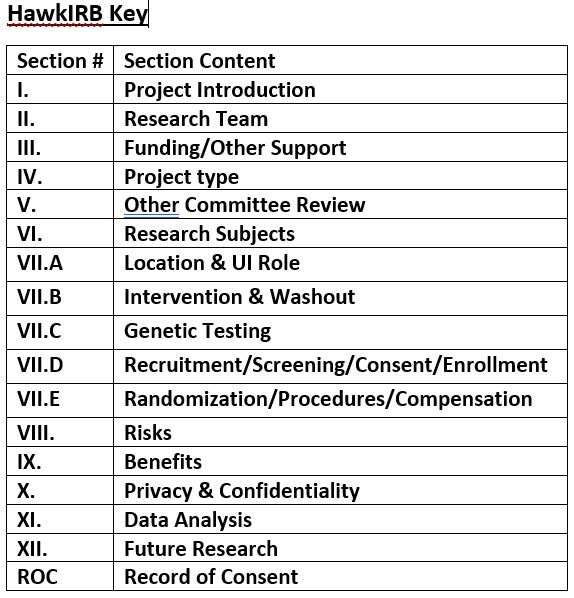 HawkIRB Key
Section # Section Content
I. Project Introduction
II. Research Team
III. Funding/Other Support
IV. Project type
V. Other Committee Review
VI. Research Subjects
VII.A Location & UI Role
VII.B Intervention & Washout
VII.C Genetic Testing
VII.D Recruitment/Screening/Consent/Enrollment
VII.E Randomization/Procedures/Compensation
VIII. Risks
IX. Benefits
X. Privacy & Confidentiality
XI. Data Analysis
XII. Future Research
ROC Record of Consent